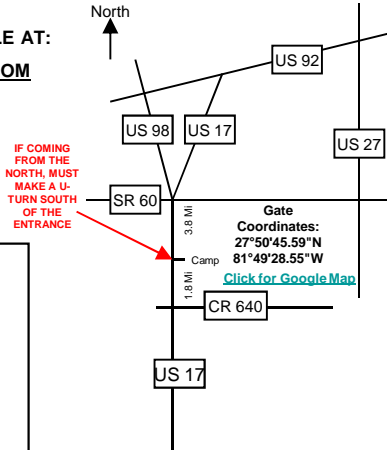 North
LE AT:
OM
US 92
US 98
US 17
US 27
IF COMING
FROM THE
NORTH, MUST
MAKE A U-
TURN SOUTH
OF THE
ENTRANCE
SR 60
3.8 Mi
Gate
Coordinates:
27°50'45.59"N
81°49'28.55"W
Click for Google Map
Camp
1.8 Mi
CR 640
US 17